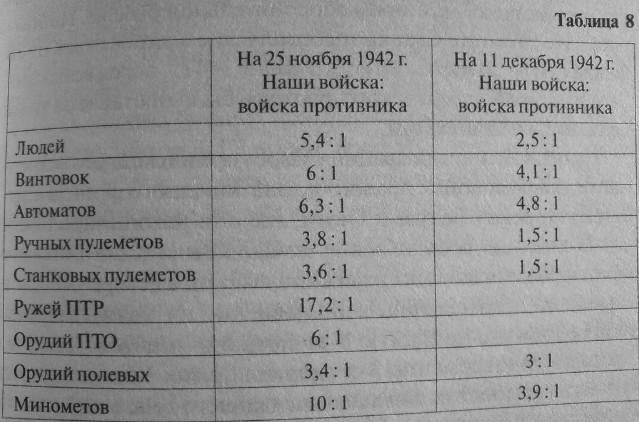 Таблица 8
На 25 ноября 1942 г. На 11 декабря 1942 г.
Наши войска: Наши войска:
войска противника войска противника
Людей 5,4 : 1 2,5 : 1
Винтовок 6 : 1 4,1 : 1
Автоматов 6,3 : 1 4,8 : 1
Ручных пулеметов 3,8 : 1 1,5 : 1
Станковых пулеметов 3,6 : 1 1,5 : 1
Ружей ПТР 17,2 : 1
Орудий ПТО 6 : 1
Орудий полевых 3,4 : 1 3 : 1
Минометов 10 : 1 3,9 : 1